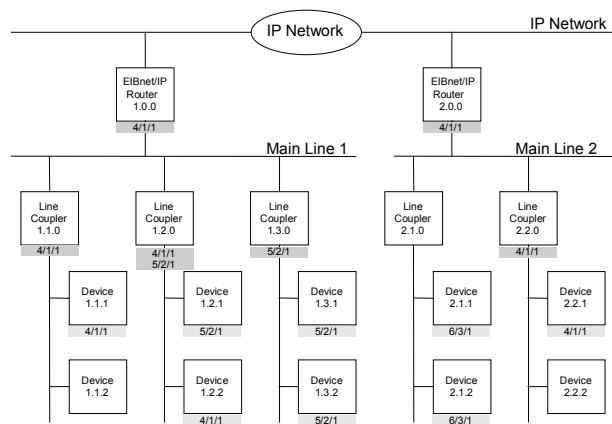 IP Network
IP Network
EIBnet/IP
Router
1.0.0
4/1/1
EIBnet/IP
Router
2.0.0
4/1/1
Main Line 1
Main Line 2
Line
Coupler
1.1.0
4/1/1
Line
Coupler
1.2.0
4/1/1
5/2/1
Line
Coupler
1.3.0
5/2/1
Line
Coupler
2.1.0
Line
Coupler
2.2.0
4/1/1
Device
1.1.1
4/1/1
Device
1.2.1
5/2/1
Device
1.3.1
5/2/1
Device
2.1.1
6/3/1
Device
2.2.1
4/1/1
Device
1.1.2
Device
1.2.2
4/1/1
Device
1.3.2
5/2/1
Device
2.1.2
6/3/1
Device
2.2.2